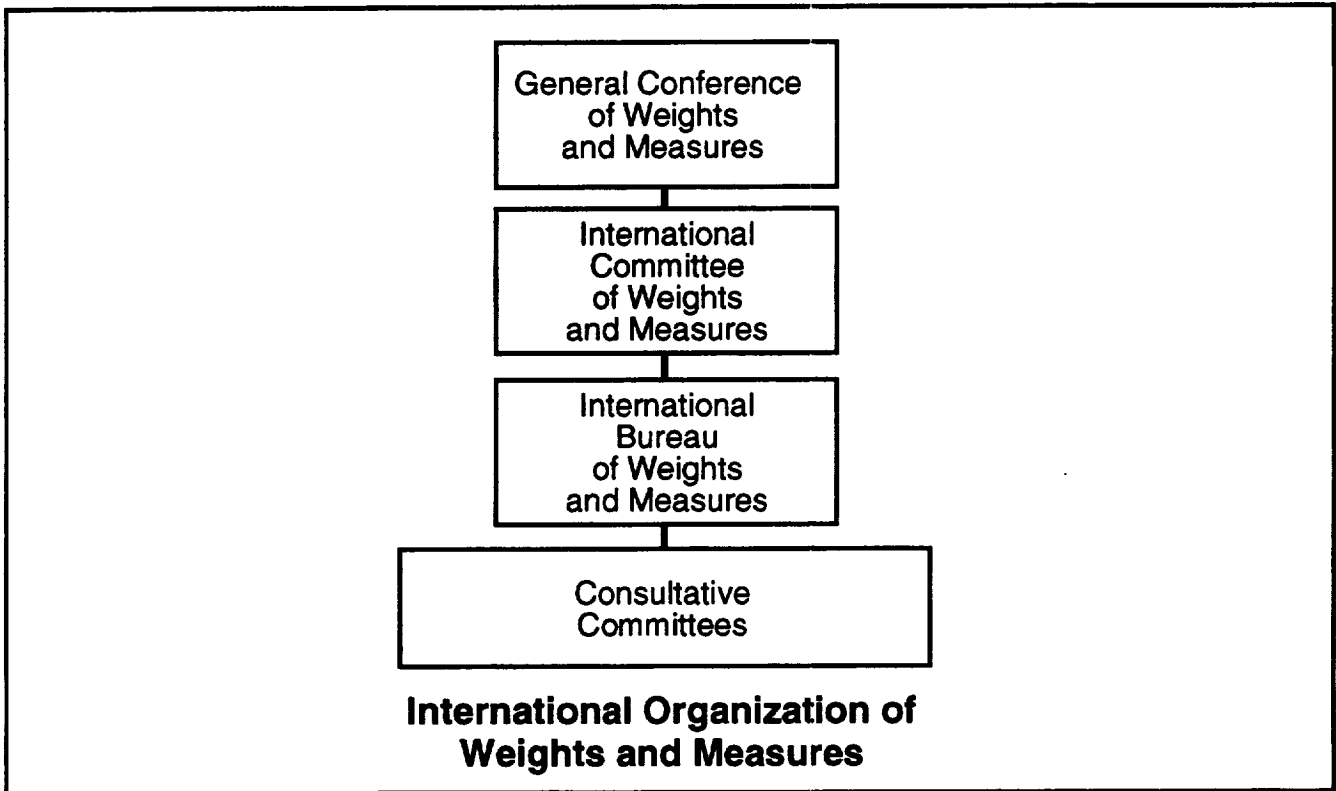 General Conference
of Weights
and Measures
International
Committee
of Weights
and Measures
International
Bureau
of Weights
and Measures
Consultative
Committees
International Organization of
Weights and Measures